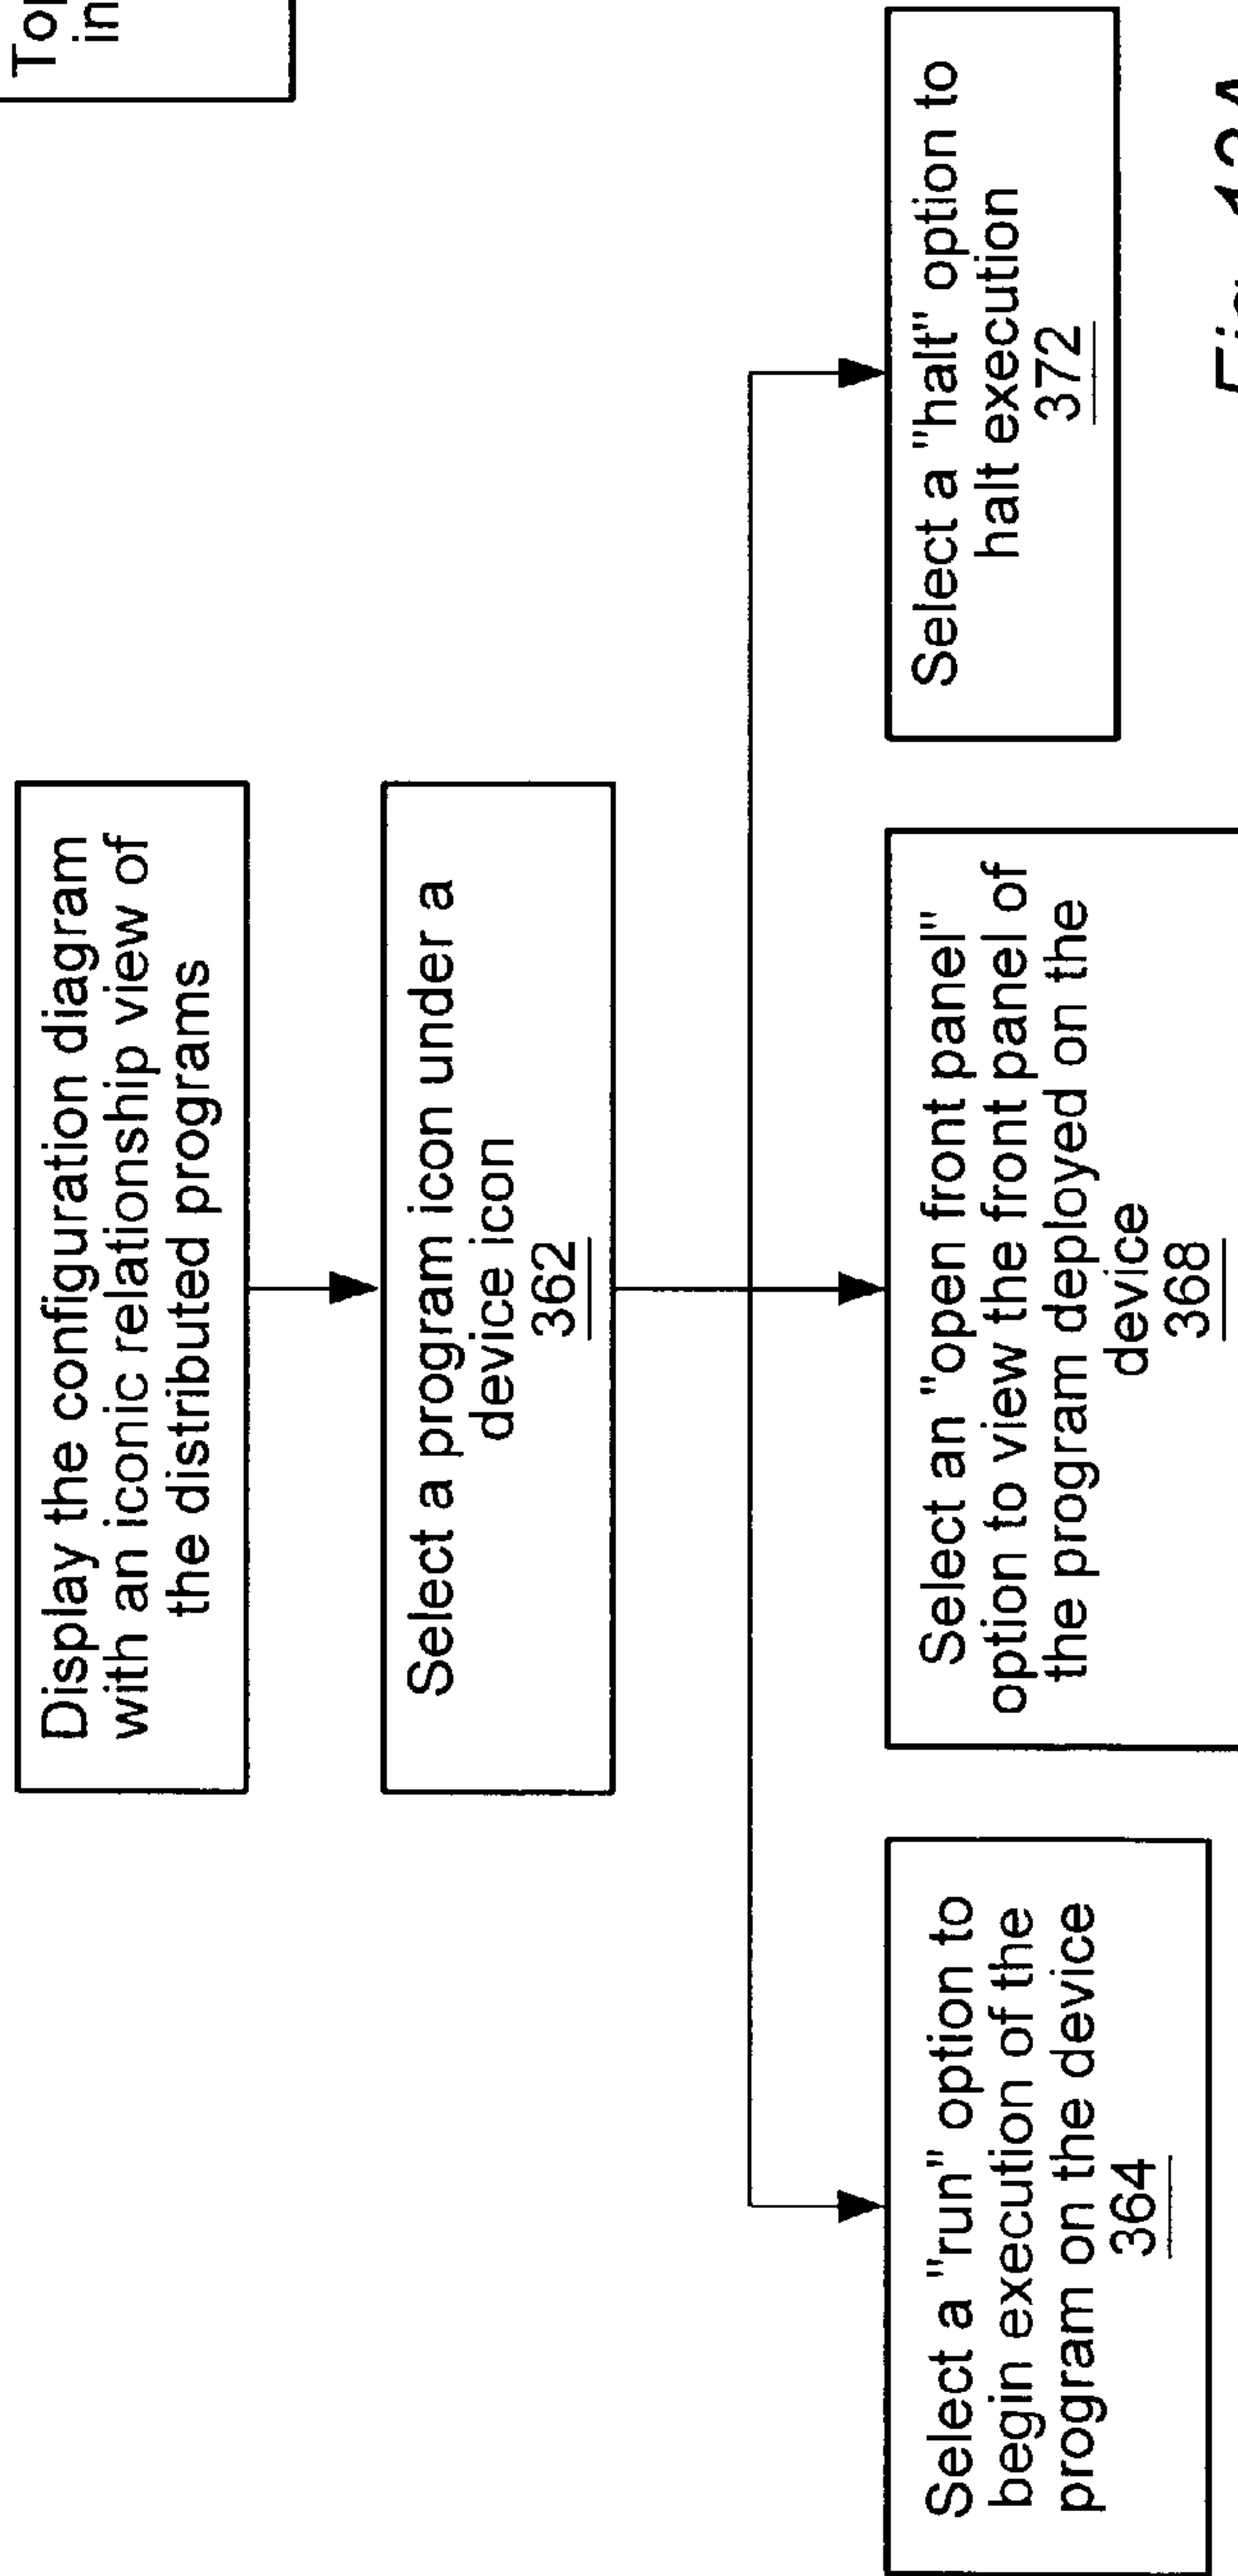 Display the configuration diagram
with an iconic relationship view of
the distributed programs
Select a program icon under a
device icon
362
Select a "run" option to
begin execution of the
program on the device
364
Select an "open front panel"
option to view the front panel of
the program deployed on the
device
368
Select a "halt" option to
halt execution
372